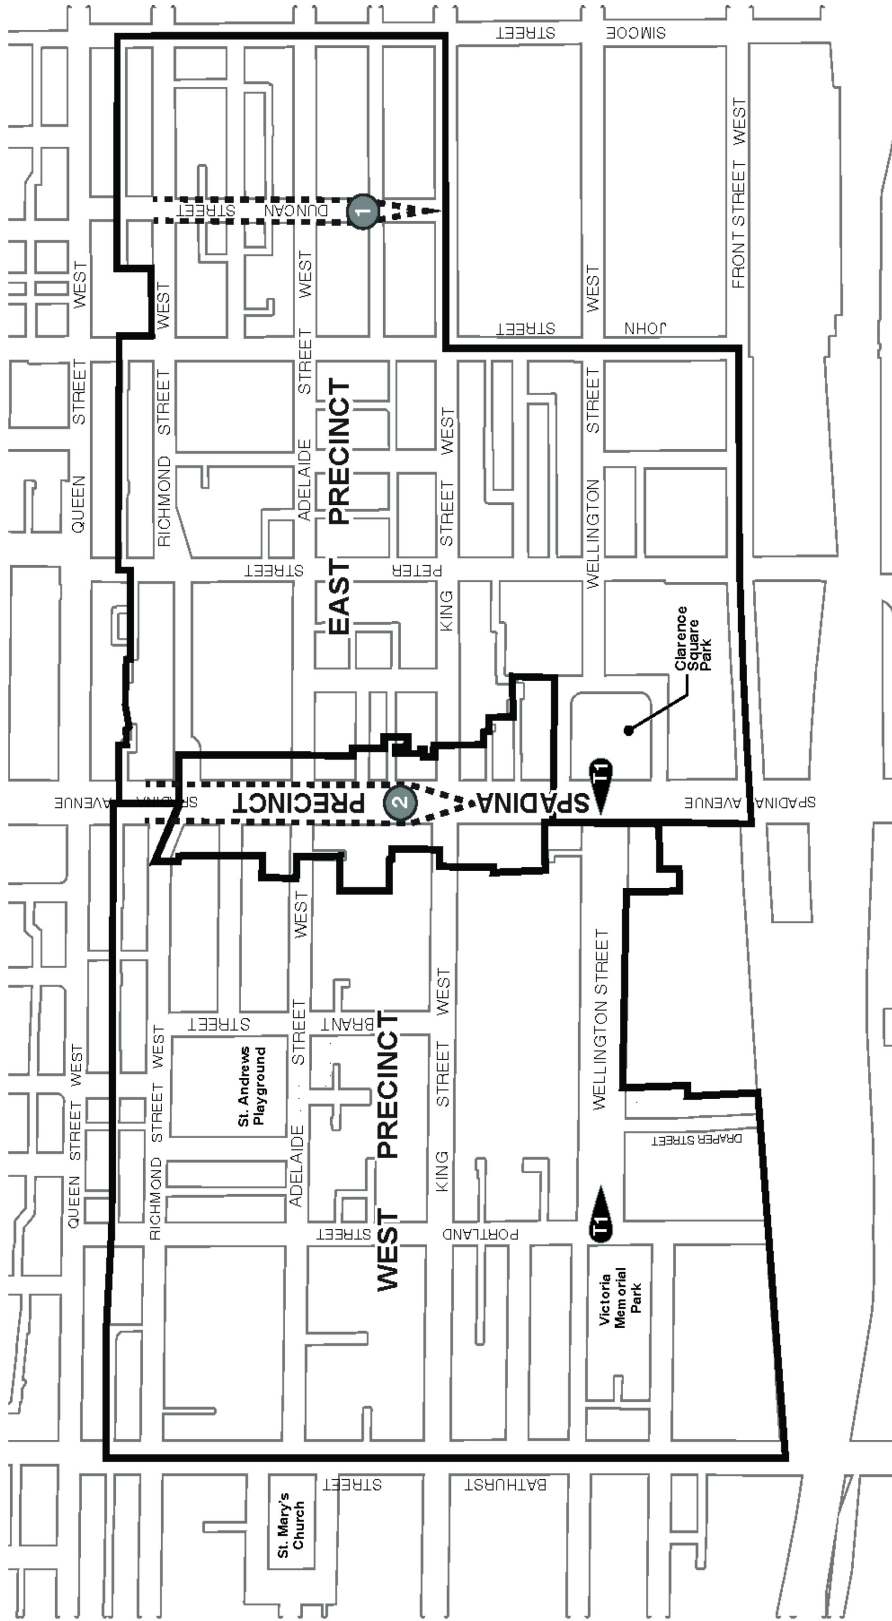 SIMCOE
STREET
QUEEN STREET WEST
RICHMOND STREET WEST
ADELAIDE STREET WEST
KING STREET WEST
WELLINGTON STREET WEST
FRONT STREET WEST
DUNCAN STREET
1
JOHN STREET
EAST PRECINCT
PETER STREET
Clarence
Square
Park
SPADINA AVENUE
SPADINA AVENUE
SPADINA PRECINCT
2
T1
QUEEN STREET WEST
RICHMOND STREET WEST
ADELAIDE STREET WEST
KING STREET WEST
WELLINGTON STREET
BRANT STREET
St. Andrews
Playground
WEST PRECINCT
DRAPER STREET
PORTLAND STREET
T1
Victoria
Memorial
Park
BATHURST STREET
St. Mary's
Church
SPADINA AVENUE